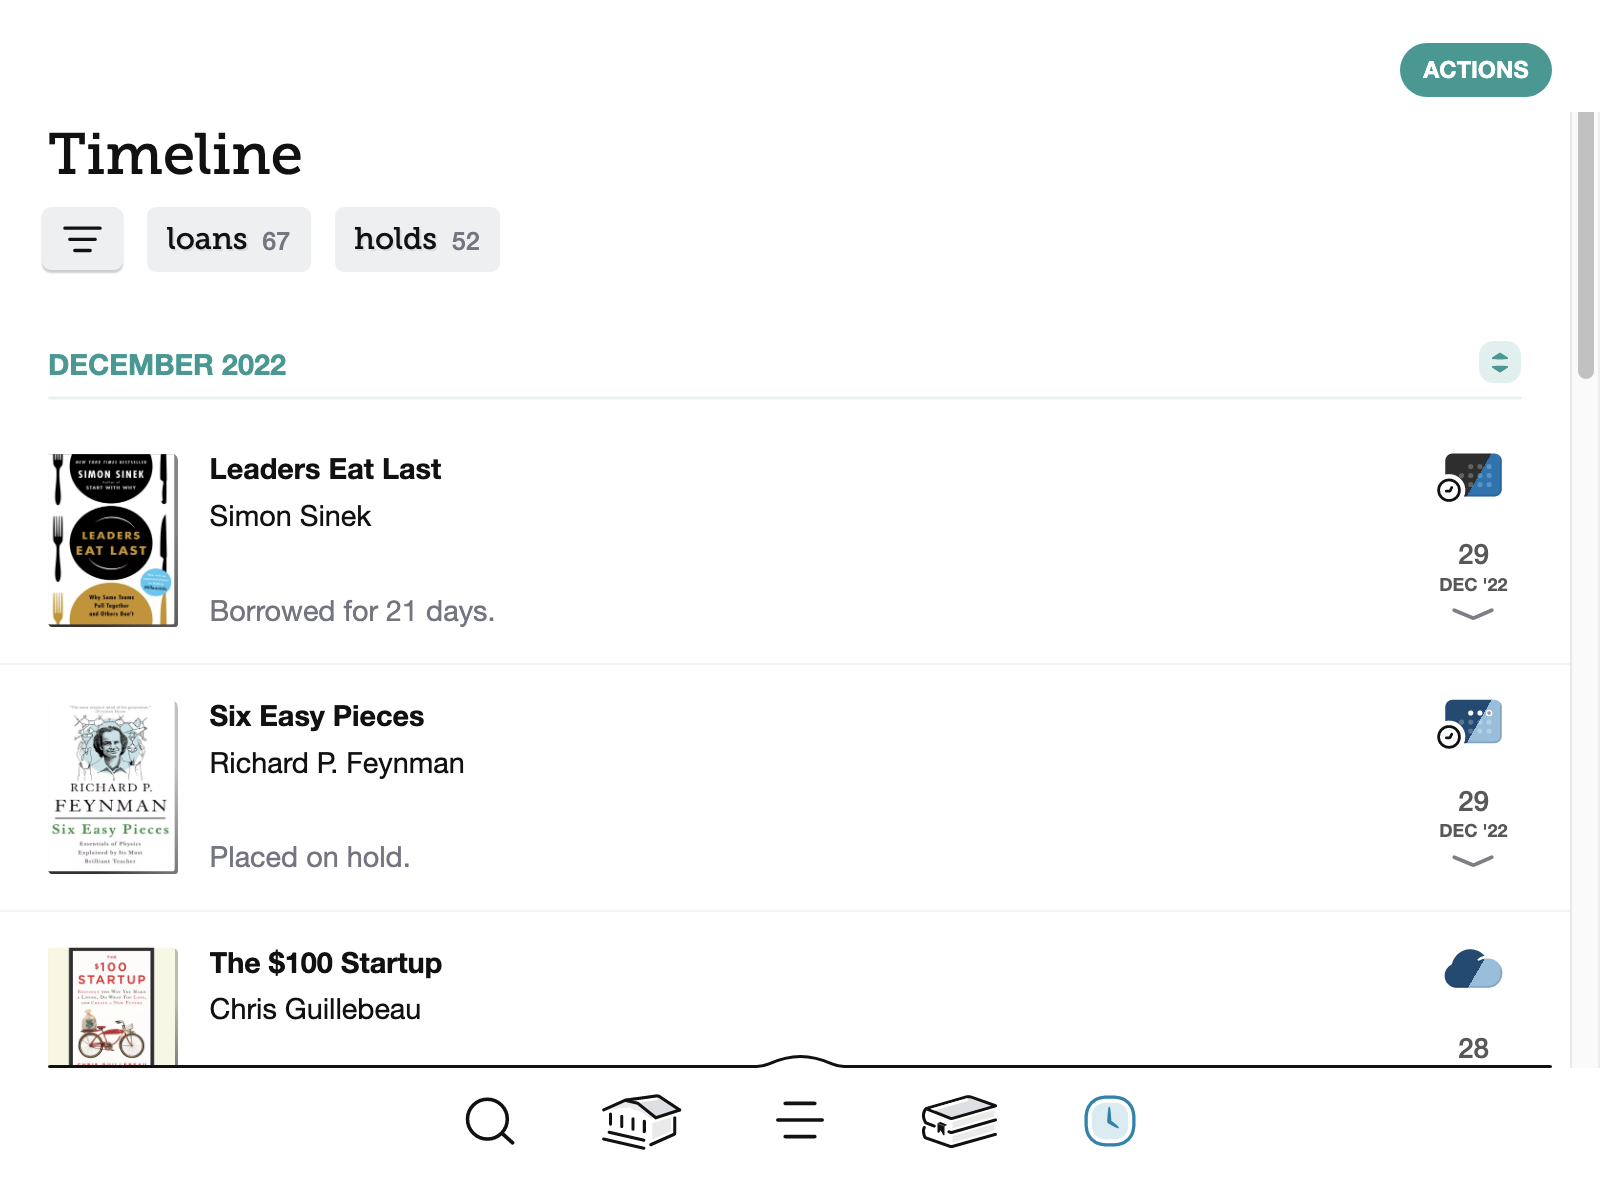 ACTIONS
Timeline
loans 67
holds 52
DECEMBER 2022
NEW YORK TIMES BESTSELLER
SIMON SINEK
author of
START WITH WHY
LEADERS
EAT LAST
Why Some Teams
Pull Together
and Others Don't
Leaders Eat Last
Simon Sinek
Borrowed for 21 days.
29
DEC '22
RICHARD P.
FEYNMAN
Six Easy Pieces
Essentials of Physics
Explained by Its Most
Brilliant Teacher
Six Easy Pieces
Richard P. Feynman
Placed on hold.
29
DEC '22
THE
$100
STARTUP
The $100 Startup
Chris Guillebeau
28